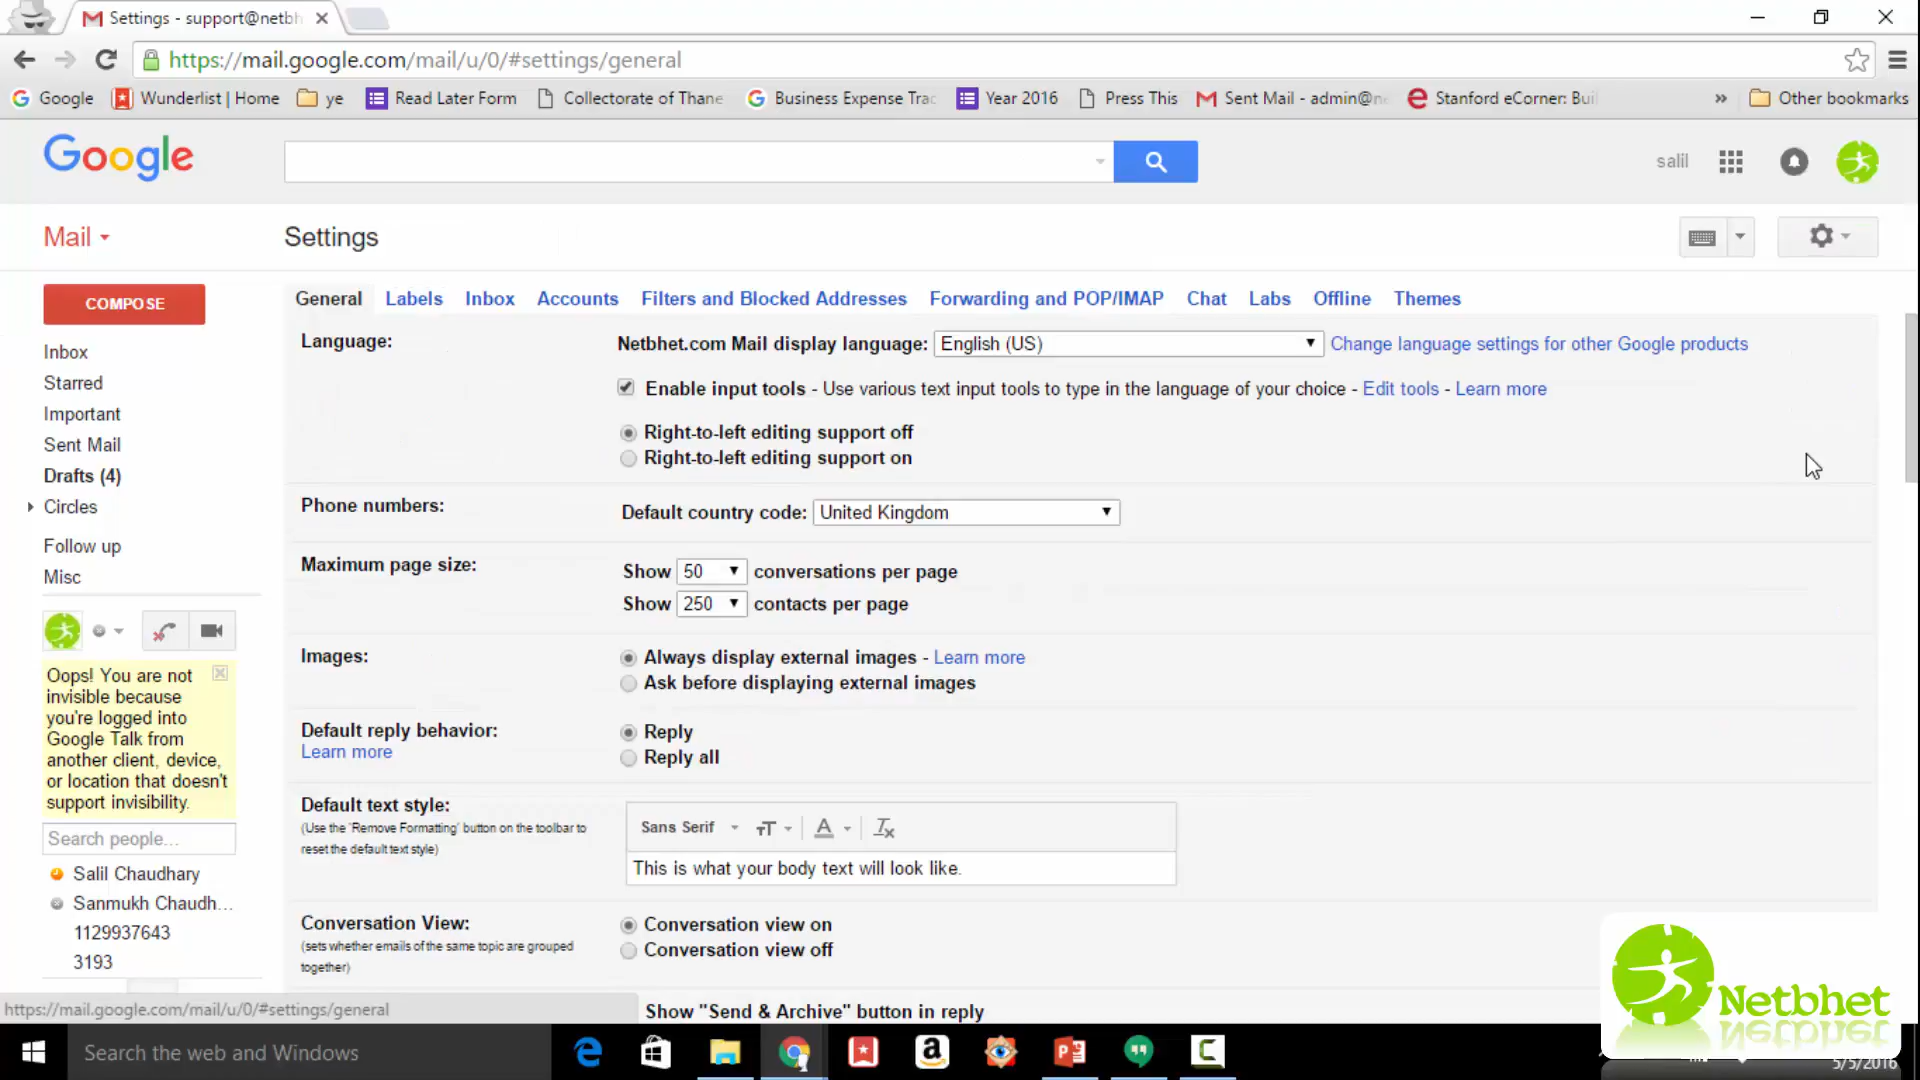 Settings - support@netbh
https://mail.google.com/mail/u/0/#settings/general
Google
Wunderlist | Home
ye
Read Later Form
Collectorate of Thane
Business Expense Trac
Year 2016
Press This
Sent Mail - admin@ne
Stanford eCorner: Buil
»
Other bookmarks
Google
salil
Mail
Settings
COMPOSE
Inbox
Starred
Important
Sent Mail
Drafts (4)
Circles
Follow up
Misc
Oops! You are not
invisible because
you're logged into
Google Talk from
another client, device,
or location that doesn't
support invisibility.
Search people...
Salil Chaudhary
Sanmukh Chaudh...
1129937643
3193
General Labels Inbox Accounts Filters and Blocked Addresses Forwarding and POP/IMAP Chat Labs Offline Themes
Language:
Netbhet.com Mail display language: English (US) Change language settings for other Google products
Enable input tools - Use various text input tools to type in the language of your choice - Edit tools - Learn more
Right-to-left editing support off
Right-to-left editing support on
Phone numbers:
Default country code: United Kingdom
Maximum page size:
Show 50 conversations per page
Show 250 contacts per page
Images:
Always display external images - Learn more
Ask before displaying external images
Default reply behavior:
Learn more
Reply
Reply all
Default text style:
(Use the 'Remove Formatting' button on the toolbar to
reset the default text style)
Sans Serif
This is what your body text will look like.
Conversation View:
(sets whether emails of the same topic are grouped
together)
Conversation view on
Conversation view off
Show "Send & Archive" button in reply
https://mail.google.com/mail/u/0/#settings/general
Netbhet
Search the web and Windows
5/5/2016